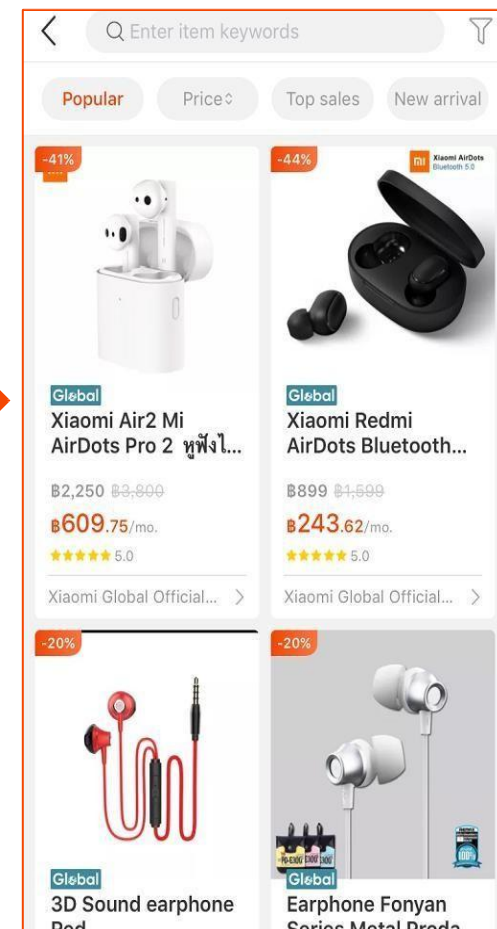 Enter item keywords
Popular
Price
Top sales
New arrival
-41%
-44%
Xiaomi AirDots
Bluetooth 5.0
Global
Xiaomi Air2 Mi
AirDots Pro 2 หูฟังไ...
฿2,250 ฿3,800
฿609.75/mo.
5.0
Xiaomi Global Official...
Global
Xiaomi Redmi
AirDots Bluetooth...
฿899 ฿1,599
฿243.62/mo.
5.0
Xiaomi Global Official...
-20%
-20%
100%
Global
3D Sound earphone
Global
Earphone Fonyan